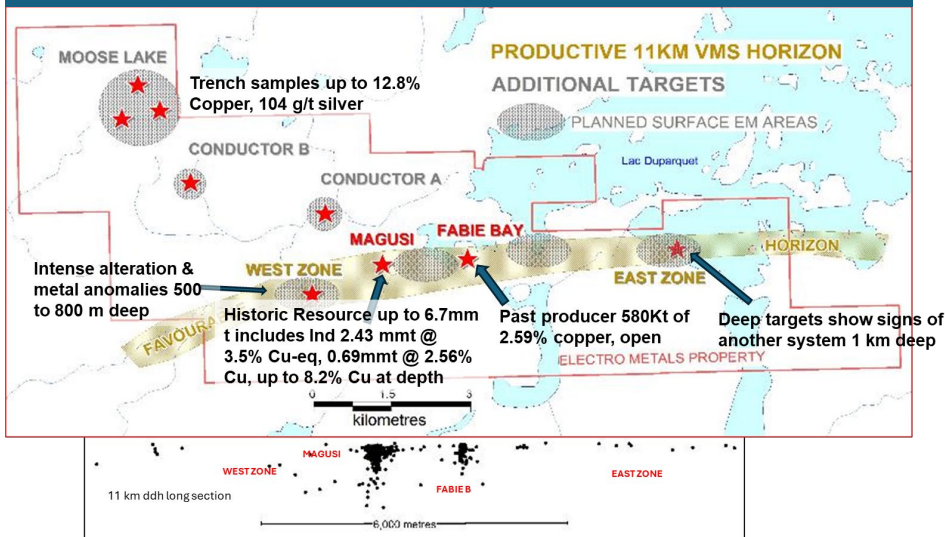 MOOSE LAKE
Trench samples up to 12.8%
Copper, 104 g/t silver
PRODUCTIVE 11KM VMS HORIZON
ADDITIONAL TARGETS
PLANNED SURFACE EM AREAS
CONDUCTOR B
Lac Duparquet
CONDUCTOR A
MAGUSI
FABIE BAY
HORIZON
WEST ZONE
EAST ZONE
Intense alteration &
metal anomalies 500
to 800 m deep
FAVOURA
Historic Resource up to 6.7mm
t includes Ind 2.43 mmt @
3.5% Cu-eq, 0.69mmt @ 2.56%
Cu, up to 8.2% Cu at depth
Past producer 580Kt of
2.59% copper, open
Deep targets show signs of
another system 1 km deep
ELECTRO METALS PROPERTY
0 1.5 3
kilometres
MAGUSI
WEST ZONE
EAST ZONE
FABIE B
11 km ddh long section
6,000 metres